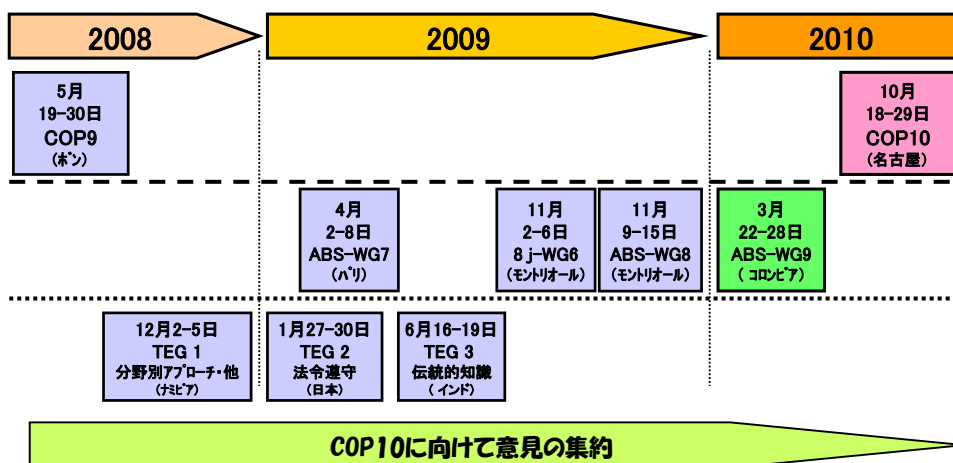 2008
2009
2010
5月
19-30日
COP9
(ﾎﾞﾝ)
10月
18-29日
COP10
(名古屋)
4月
2-8日
ABS-WG7
(ﾊﾟﾘ)
11月
2-6日
8 j-WG6
(ﾓﾝﾄﾘｵｰﾙ)
11月
9-15日
ABS-WG8
(ﾓﾝﾄﾘｵｰﾙ)
3月
22-28日
ABS-WG9
( ｺﾛﾝﾋﾞｱ)
12月2-5日
TEG 1
分野別ｱﾌﾟﾛｰﾁ・他
(ﾅﾐﾋﾞｱ)
1月27-30日
TEG 2
法令遵守
(日本)
6月16-19日
TEG 3
伝統的知識
( ｲﾝﾄﾞ)
COP10に向けて意見の集約